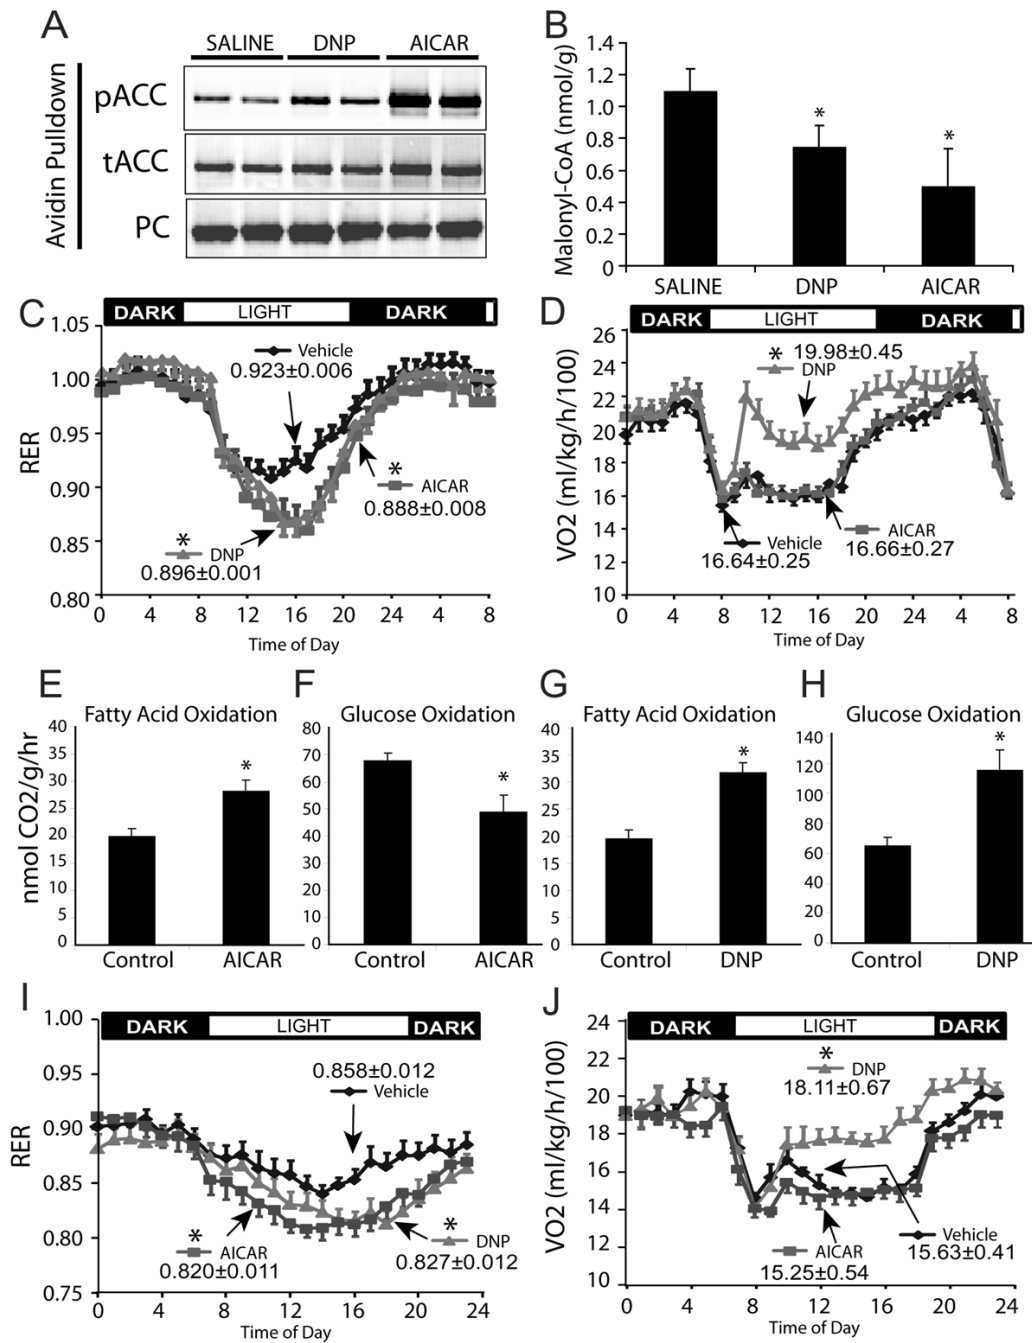 A
SALINE DNP AICAR
Avidin Pulldown
pACC
tACC
PC
B
Malonyl-CoA (nmol/g)
1.4
1.2
1.0
0.8
0.6
0.4
0.2
0
*
*
SALINE DNP AICAR
C
DARK LIGHT DARK
RER
1.05
1.00
0.95
0.90
0.85
0.80
Vehicle
0.923±0.006
*
AICAR
0.888±0.008
*
DNP
0.896±0.001
0 4 8 12 16 20 24 4 8
Time of Day
D
DARK LIGHT DARK
VO2 (ml/kg/h/100)
26
24
22
20
18
16
14
12
10
* 19.98±0.45
DNP
Vehicle
16.64±0.25
AICAR
16.66±0.27
0 4 8 12 16 20 24 4 8
Time of Day
E
Fatty Acid Oxidation
nmol CO2/g/hr
40
35
30
25
20
15
10
5
0
*
Control AICAR
F
Glucose Oxidation
80
70
60
50
40
30
20
10
0
*
Control AICAR
G
Fatty Acid Oxidation
40
35
30
25
20
15
10
5
0
*
Control DNP
H
Glucose Oxidation
140
120
100
80
60
40
20
0
*
Control DNP
I
DARK LIGHT DARK
RER
1.00
0.95
0.90
0.85
0.80
0.75
0.858±0.012
Vehicle
*
AICAR
0.820±0.011
*
DNP
0.827±0.012
0 4 8 12 16 20 24
Time of Day
J
DARK LIGHT DARK
VO2 (ml/kg/h/100)
24
22
20
18
16
14
12
10
*
DNP
18.11±0.67
Vehicle
15.63±0.41
AICAR
15.25±0.54
0 4 8 12 16 20 24
Time of Day